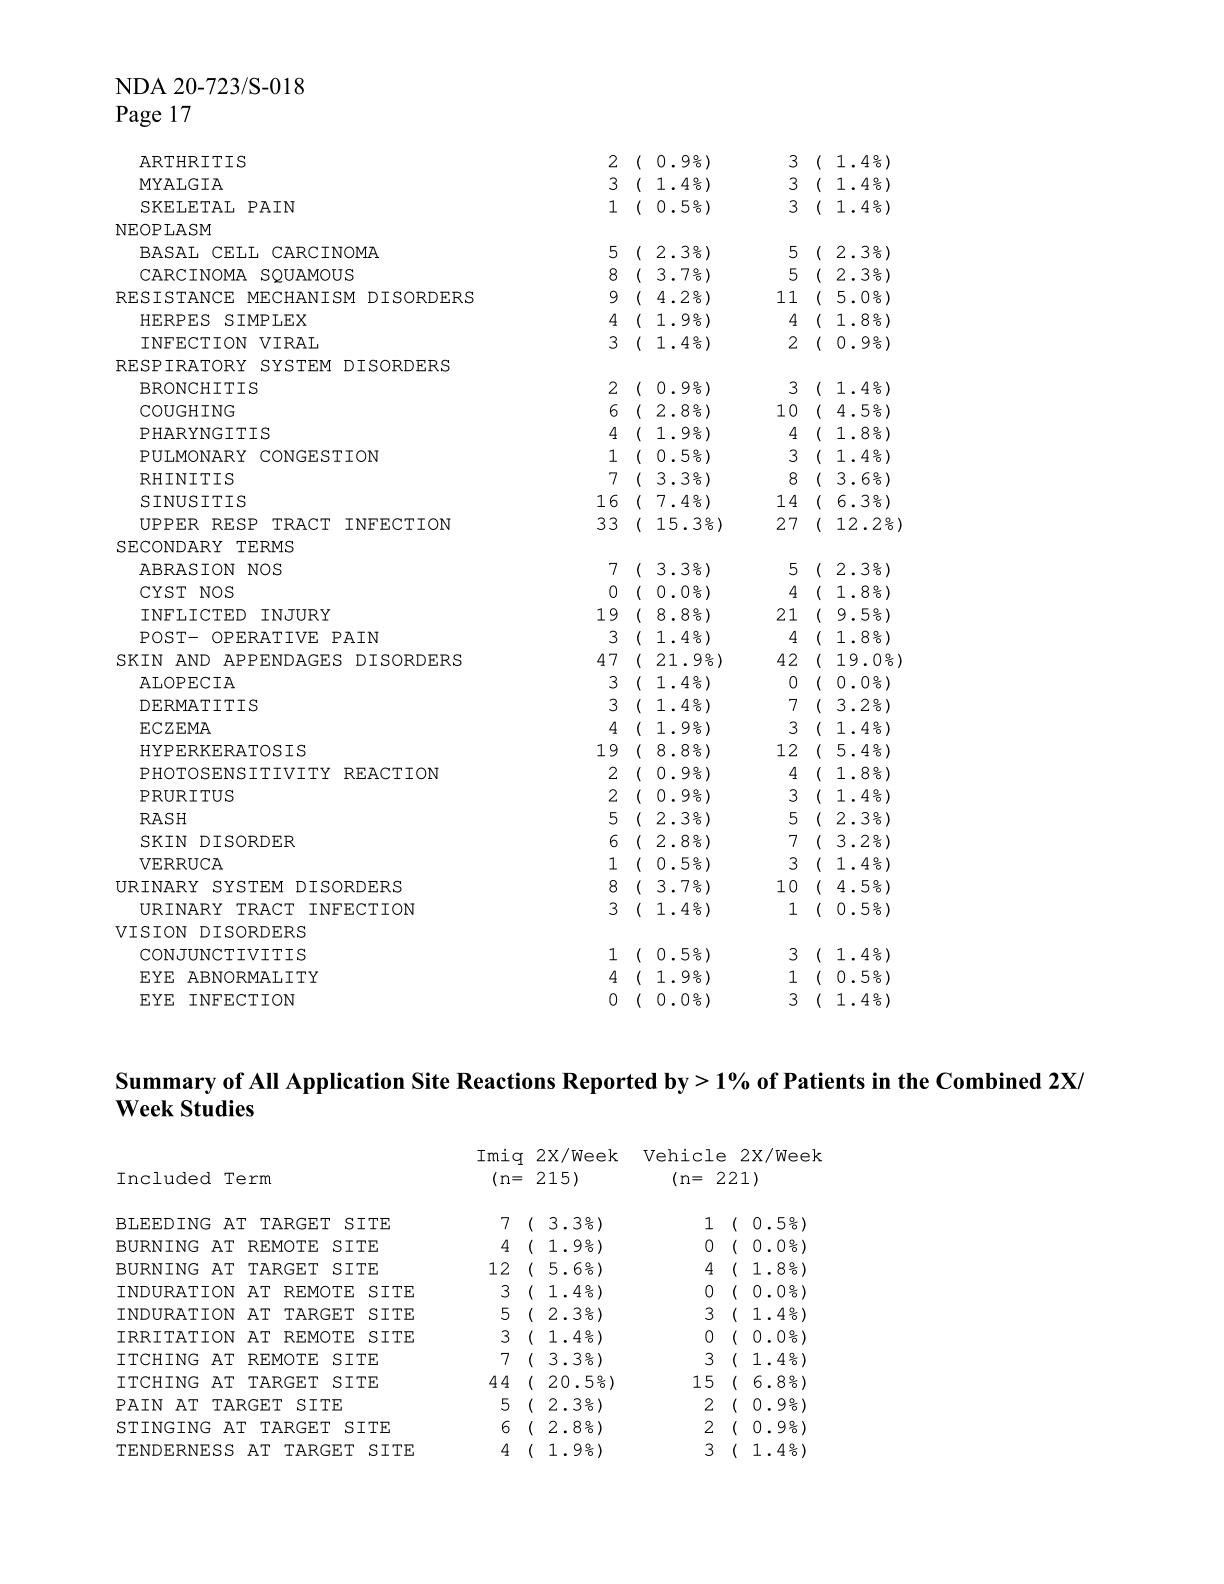 NDA 20-723/S-018
Page 17
ARTHRITIS 2 ( 0.9%) 3 ( 1.4%)
MYALGIA 3 ( 1.4%) 3 ( 1.4%)
SKELETAL PAIN 1 ( 0.5%) 3 ( 1.4%)
NEOPLASM
BASAL CELL CARCINOMA 5 ( 2.3%) 5 ( 2.3%)
CARCINOMA SQUAMOUS 8 ( 3.7%) 5 ( 2.3%)
RESISTANCE MECHANISM DISORDERS 9 ( 4.2%) 11 ( 5.0%)
HERPES SIMPLEX 4 ( 1.9%) 4 ( 1.8%)
INFECTION VIRAL 3 ( 1.4%) 2 ( 0.9%)
RESPIRATORY SYSTEM DISORDERS
BRONCHITIS 2 ( 0.9%) 3 ( 1.4%)
COUGHING 6 ( 2.8%) 10 ( 4.5%)
PHARYNGITIS 4 ( 1.9%) 4 ( 1.8%)
PULMONARY CONGESTION 1 ( 0.5%) 3 ( 1.4%)
RHINITIS 7 ( 3.3%) 8 ( 3.6%)
SINUSITIS 16 ( 7.4%) 14 ( 6.3%)
UPPER RESP TRACT INFECTION 33 ( 15.3%) 27 ( 12.2%)
SECONDARY TERMS
ABRASION NOS 7 ( 3.3%) 5 ( 2.3%)
CYST NOS 0 ( 0.0%) 4 ( 1.8%)
INFLICTED INJURY 19 ( 8.8%) 21 ( 9.5%)
POST- OPERATIVE PAIN 3 ( 1.4%) 4 ( 1.8%)
SKIN AND APPENDAGES DISORDERS 47 ( 21.9%) 42 ( 19.0%)
ALOPECIA 3 ( 1.4%) 0 ( 0.0%)
DERMATITIS 3 ( 1.4%) 7 ( 3.2%)
ECZEMA 4 ( 1.9%) 3 ( 1.4%)
HYPERKERATOSIS 19 ( 8.8%) 12 ( 5.4%)
PHOTOSENSITIVITY REACTION 2 ( 0.9%) 4 ( 1.8%)
PRURITUS 2 ( 0.9%) 3 ( 1.4%)
RASH 5 ( 2.3%) 5 ( 2.3%)
SKIN DISORDER 6 ( 2.8%) 7 ( 3.2%)
VERRUCA 1 ( 0.5%) 3 ( 1.4%)
URINARY SYSTEM DISORDERS 8 ( 3.7%) 10 ( 4.5%)
URINARY TRACT INFECTION 3 ( 1.4%) 1 ( 0.5%)
VISION DISORDERS
CONJUNCTIVITIS 1 ( 0.5%) 3 ( 1.4%)
EYE ABNORMALITY 4 ( 1.9%) 1 ( 0.5%)
EYE INFECTION 0 ( 0.0%) 3 ( 1.4%)
Summary of All Application Site Reactions Reported by > 1% of Patients in the Combined 2X/
Week Studies
Imiq 2X/Week Vehicle 2X/Week
Included Term (n= 215) (n= 221)
BLEEDING AT TARGET SITE 7 ( 3.3%) 1 ( 0.5%)
BURNING AT REMOTE SITE 4 ( 1.9%) 0 ( 0.0%)
BURNING AT TARGET SITE 12 ( 5.6%) 4 ( 1.8%)
INDURATION AT REMOTE SITE 3 ( 1.4%) 0 ( 0.0%)
INDURATION AT TARGET SITE 5 ( 2.3%) 3 ( 1.4%)
IRRITATION AT REMOTE SITE 3 ( 1.4%) 0 ( 0.0%)
ITCHING AT REMOTE SITE 7 ( 3.3%) 3 ( 1.4%)
ITCHING AT TARGET SITE 44 ( 20.5%) 15 ( 6.8%)
PAIN AT TARGET SITE 5 ( 2.3%) 2 ( 0.9%)
STINGING AT TARGET SITE 6 ( 2.8%) 2 ( 0.9%)
TENDERNESS AT TARGET SITE 4 ( 1.9%) 3 ( 1.4%)